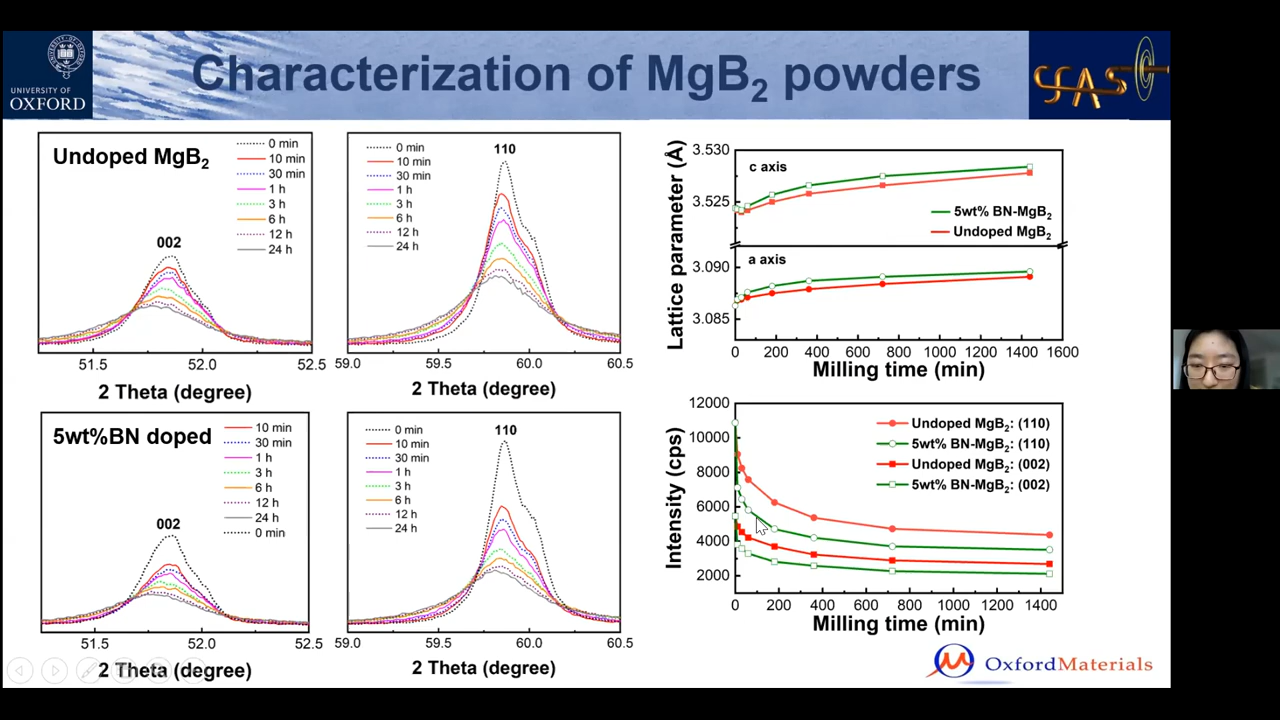 UNIVERSITY OF
OXFORD
Characterization of MgB2 powders
SAS
Undoped MgB2
002
0 min
10 min
30 min
1 h
3 h
6 h
12 h
24 h
51.5
52.0
52.5
2 Theta (degree)
110
0 min
10 min
30 min
1 h
3 h
6 h
12 h
24 h
59.0
59.5
60.0
60.5
2 Theta (degree)
5wt%BN doped
002
10 min
30 min
1 h
3 h
6 h
12 h
24 h
0 min
51.5
52.0
52.5
2 Theta (degree)
110
0 min
10 min
30 min
1 h
3 h
6 h
12 h
24 h
59.0
59.5
60.0
60.5
2 Theta (degree)
Lattice parameter (Å)
3.530
3.525
3.090
3.085
c axis
5wt% BN-MgB2
Undoped MgB2
a axis
0 200 400 600 800 1000 1200 1400 1600
Milling time (min)
Intensity (cps)
12000
10000
8000
6000
4000
2000
Undoped MgB2: (110)
5wt% BN-MgB2: (110)
Undoped MgB2: (002)
5wt% BN-MgB2: (002)
0 200 400 600 800 1000 1200 1400
Milling time (min)
OxfordMaterials